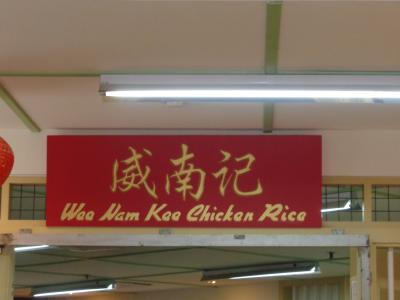 威南记
Wee Nam Kee Chicken Rice